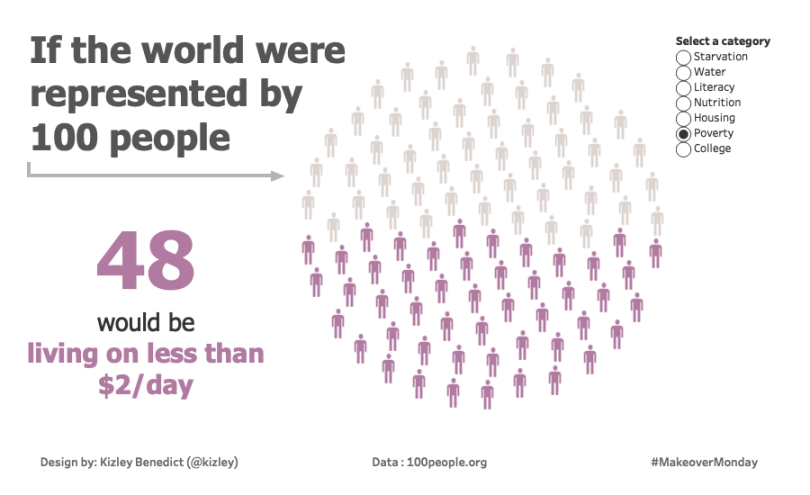 If the world were
represented by
100 people
Select a category
Starvation
Water
Literacy
Nutrition
Housing
Poverty
College
48
would be
living on less than
$2/day
Design by: Kizley Benedict (@kizley)
Data : 100people.org
#MakeoverMonday